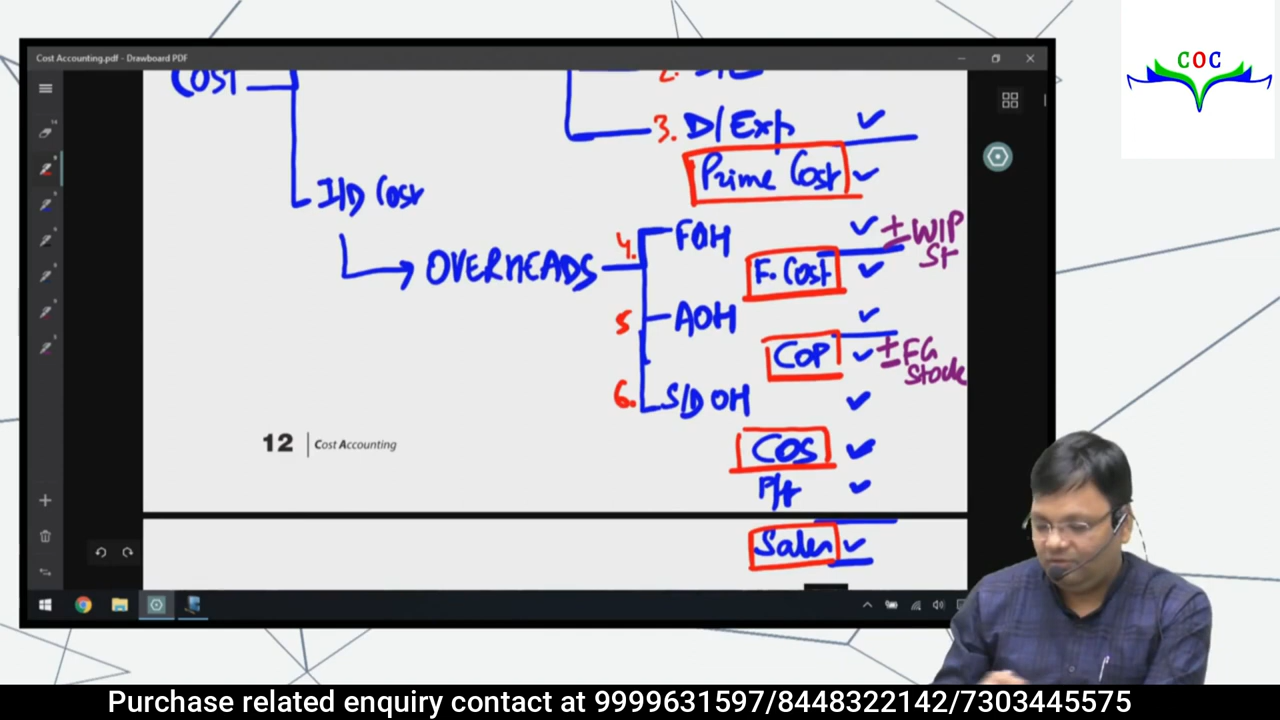 COC
Cost Accounting.pdf - Drawboard PDF
COST
2.
3. D/Exp
Prime Cost
I/D Cost
4. FOH
± WIP
St
OVERHEADS
F. Cost
5 AOH
COP ± FG
Stock
6. S/D OH
12 | Cost Accounting
COS
P/f
Sales
Purchase related enquiry contact at 9999631597/8448322142/7303445575